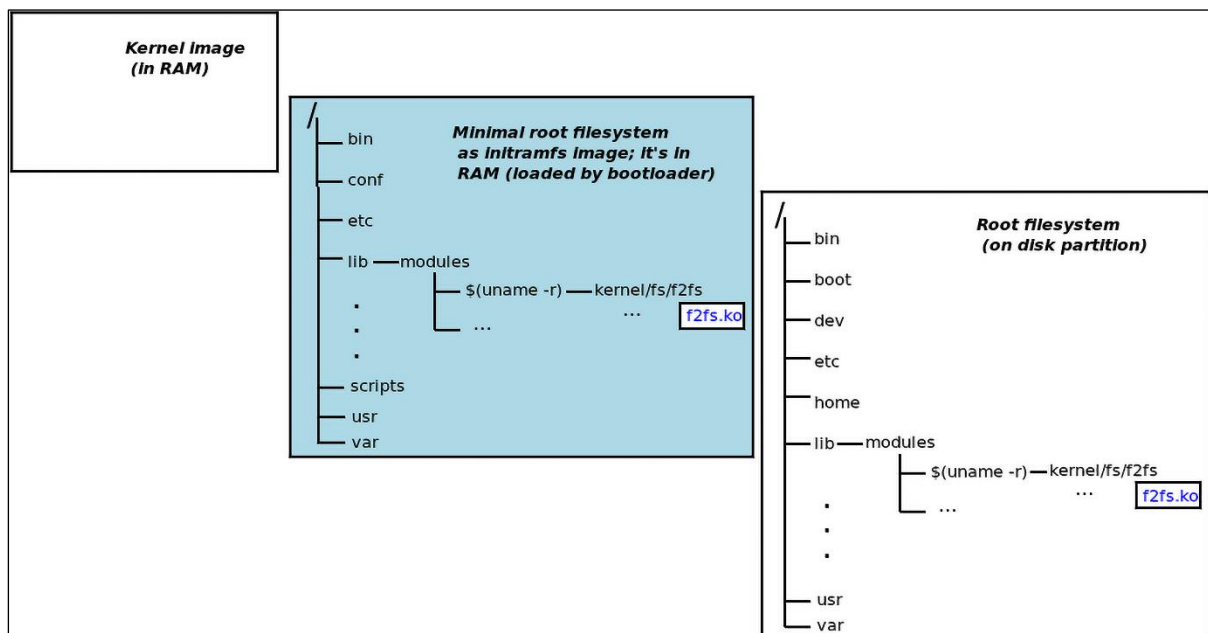 Kernel image
(in RAM)
/
bin
Minimal root filesystem
as initramfs image; it's in
RAM (loaded by bootloader)
conf
etc
lib modules
$(uname -r) kernel/fs/f2fs
... f2fs.ko
...
.
.
.
scripts
usr
var
/
Root filesystem
(on disk partition)
bin
boot
dev
etc
home
lib modules
$(uname -r) kernel/fs/f2fs
... f2fs.ko
...
.
.
.
usr
var